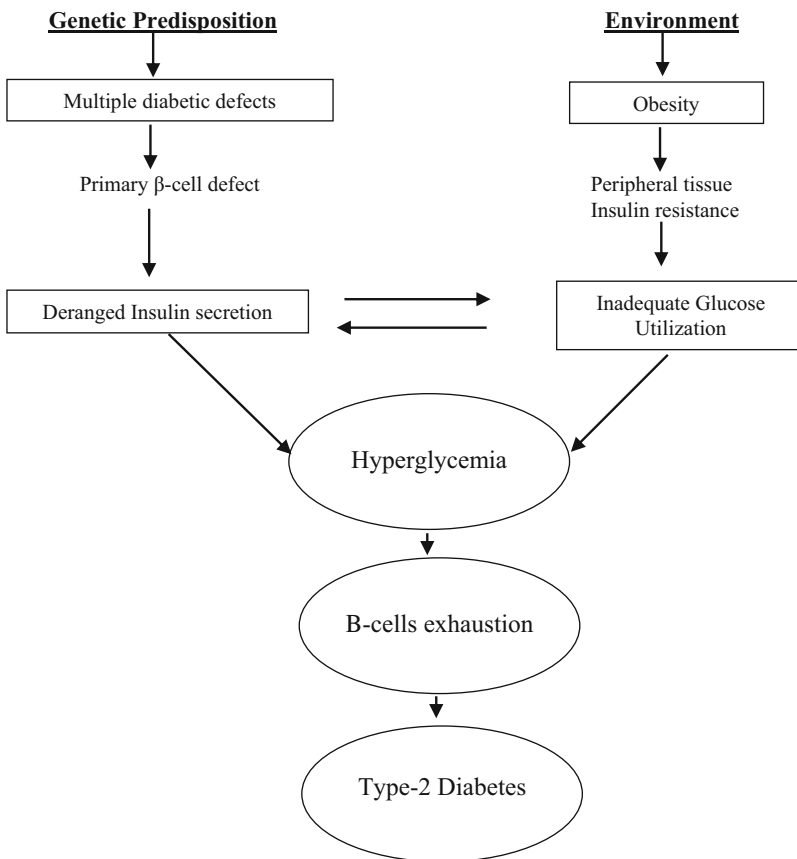 Genetic Predisposition
Environment
Multiple diabetic defects
Obesity
Primary β-cell defect
Peripheral tissue
Insulin resistance
Deranged Insulin secretion
Inadequate Glucose
Utilization
Hyperglycemia
B-cells exhaustion
Type-2 Diabetes